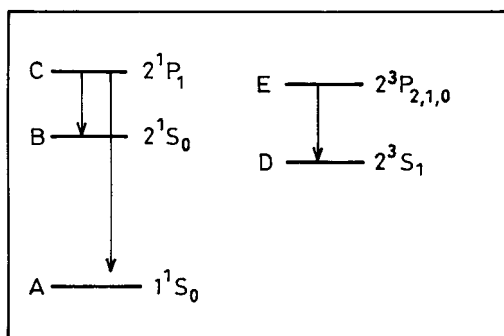 C 2¹P₁
B 2¹S₀
A 1¹S₀
E 2³P₂,₁,₀
D 2³S₁